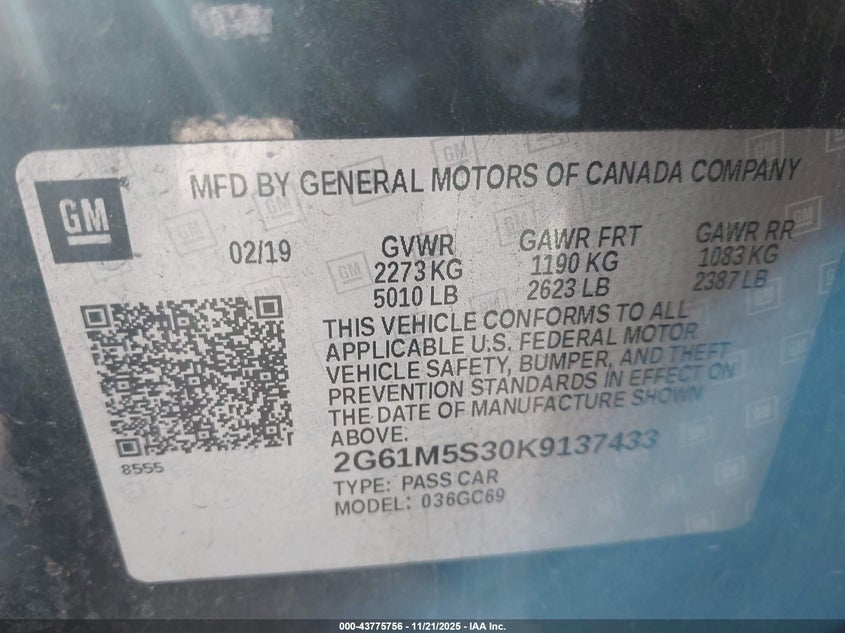 GM
MFD BY GENERAL MOTORS OF CANADA COMPANY
02/19
GVWR
2273 KG
5010 LB
GAWR FRT
1190 KG
2623 LB
GAWR RR
1083 KG
2387 LB
THIS VEHICLE CONFORMS TO ALL
APPLICABLE U.S. FEDERAL MOTOR
VEHICLE SAFETY, BUMPER, AND THEFT
PREVENTION STANDARDS IN EFFECT ON
THE DATE OF MANUFACTURE SHOWN
ABOVE.
8555
2G61M5S30K9137433
TYPE: PASS CAR
MODEL: 036GC69
000-43775756 - 11/21/2025 - IAA Inc.